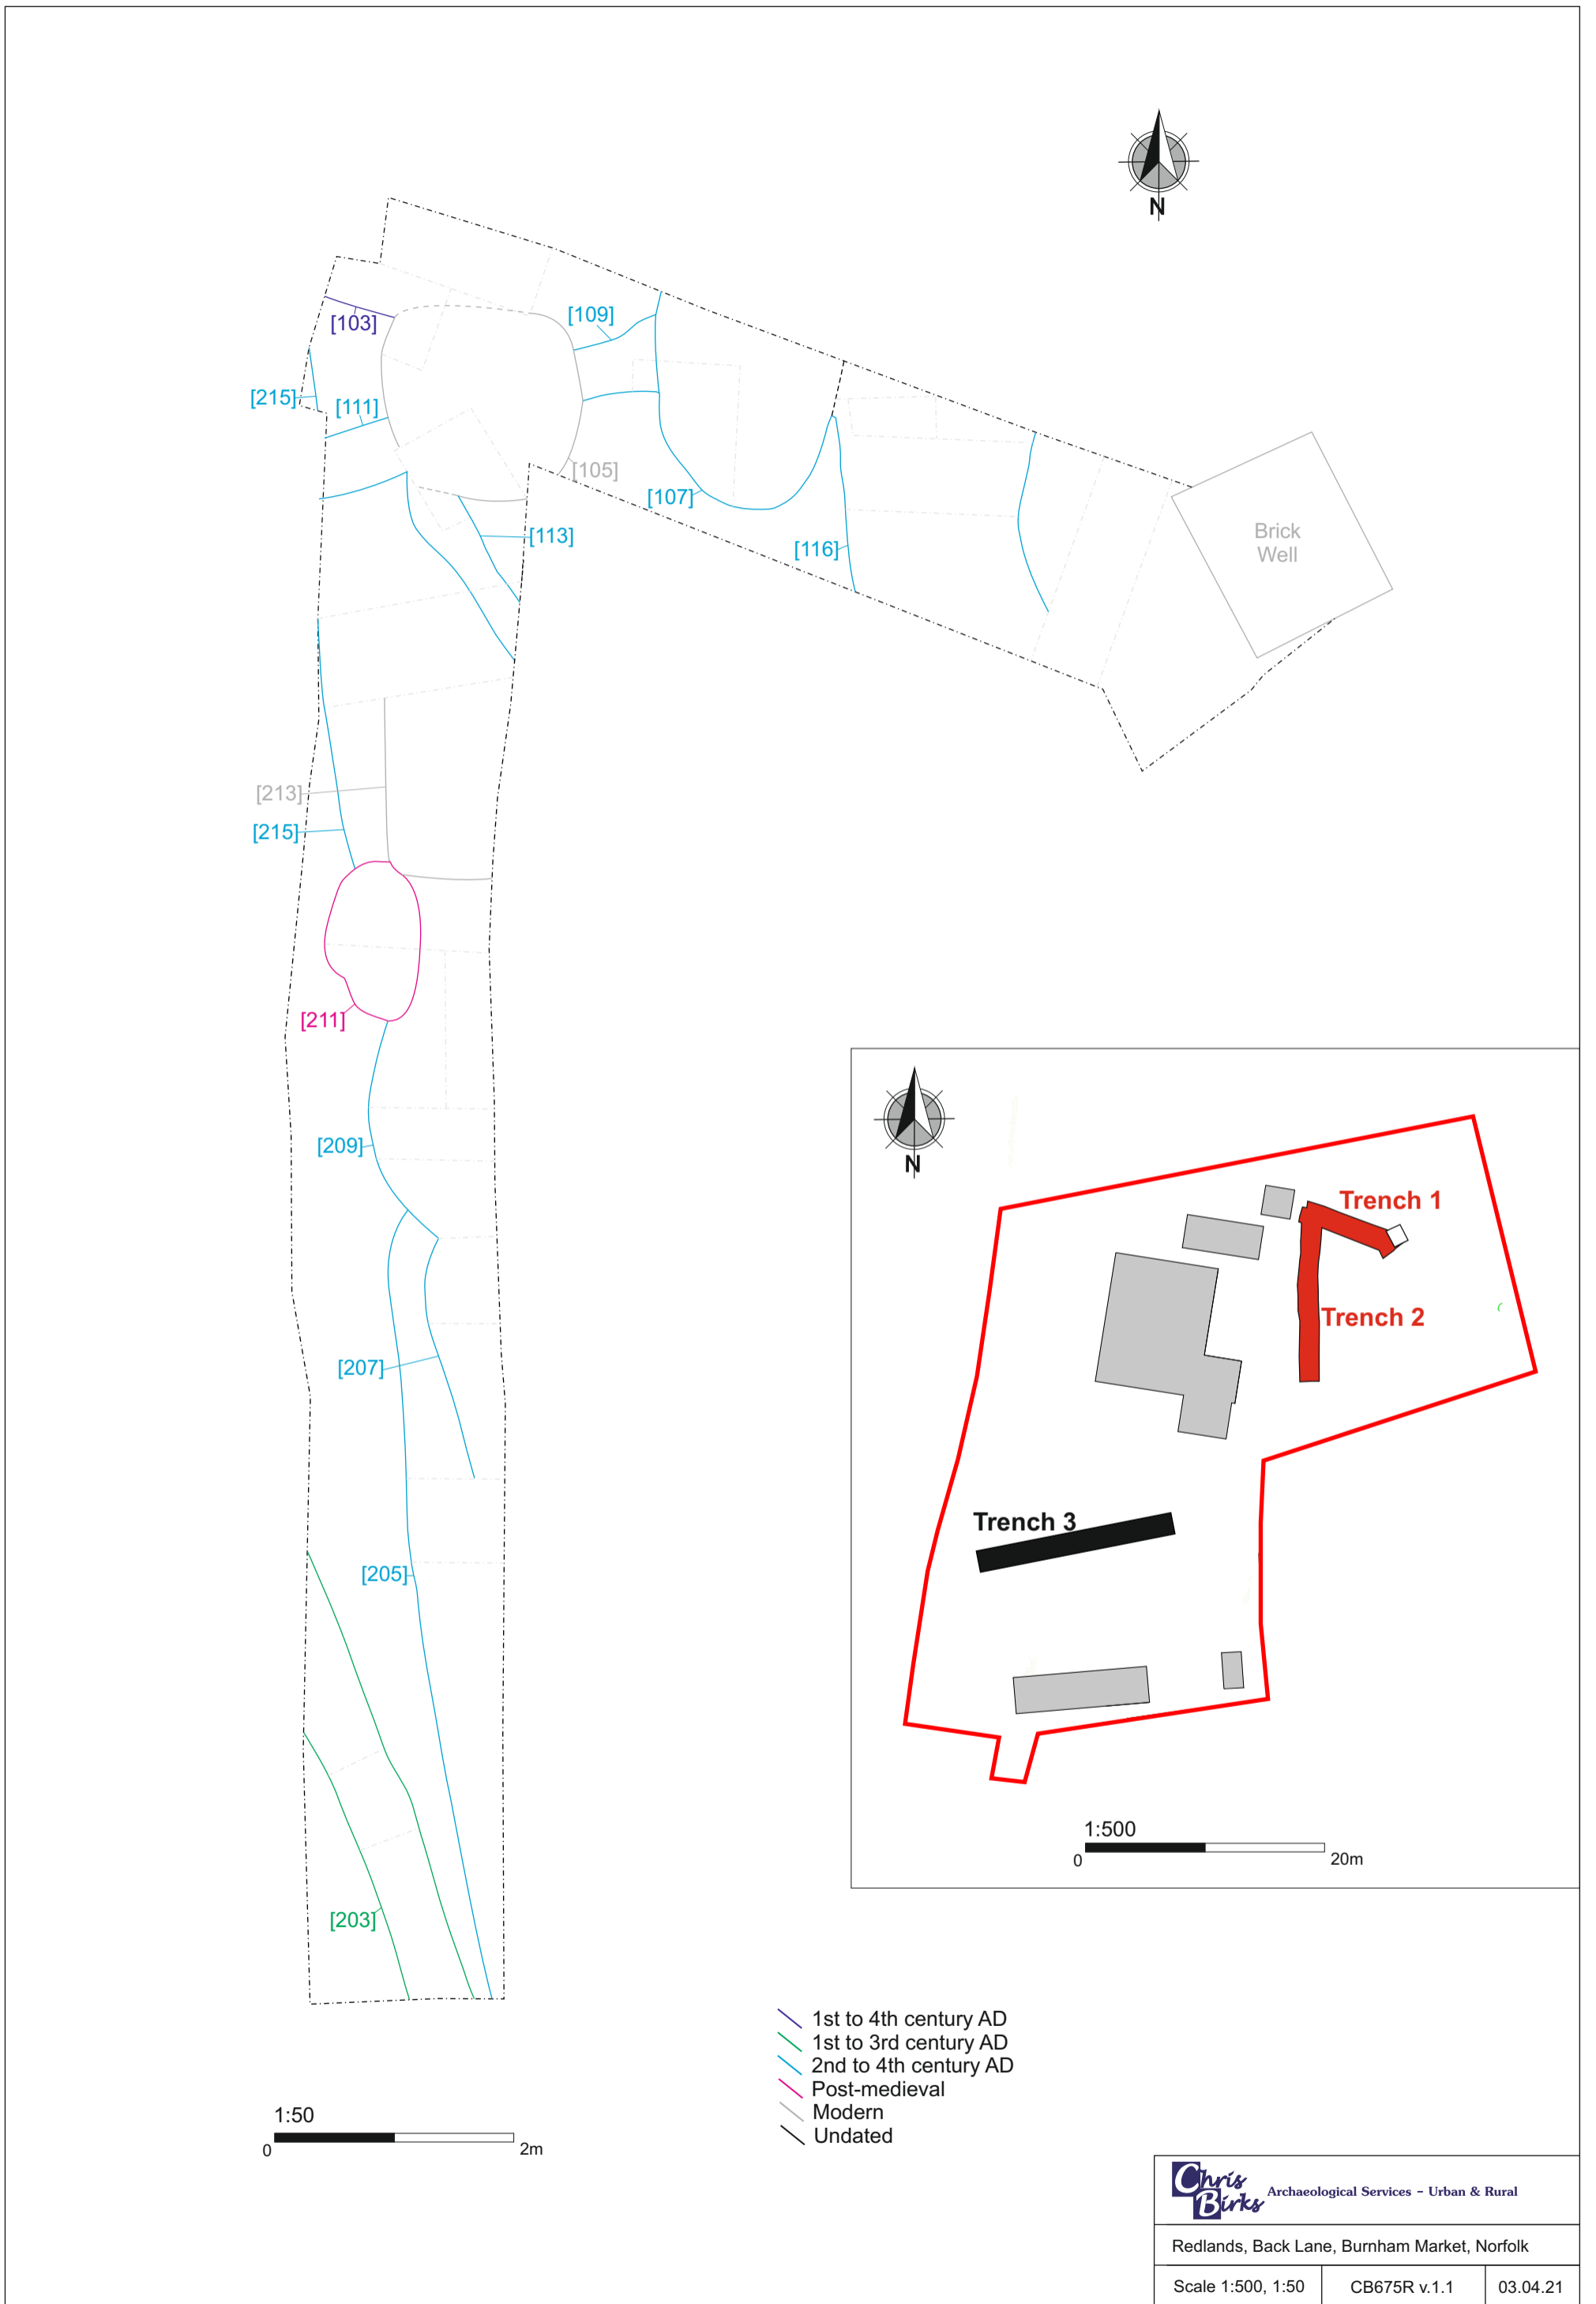 N
[103]
[109]
[215]
[111]
[105]
[107]
[113]
[116]
Brick
Well
[213]
[215]
[211]
[209]
[207]
[205]
[203]
N
Trench 1
Trench 2
Trench 3
1:500
0
20m
1st to 4th century AD
1st to 3rd century AD
2nd to 4th century AD
Post-medieval
Modern
Undated
1:50
0
2m
Chris
Birks
Archaeological Services - Urban & Rural
Redlands, Back Lane, Burnham Market, Norfolk
Scale 1:500, 1:50
CB675R v.1.1
03.04.21